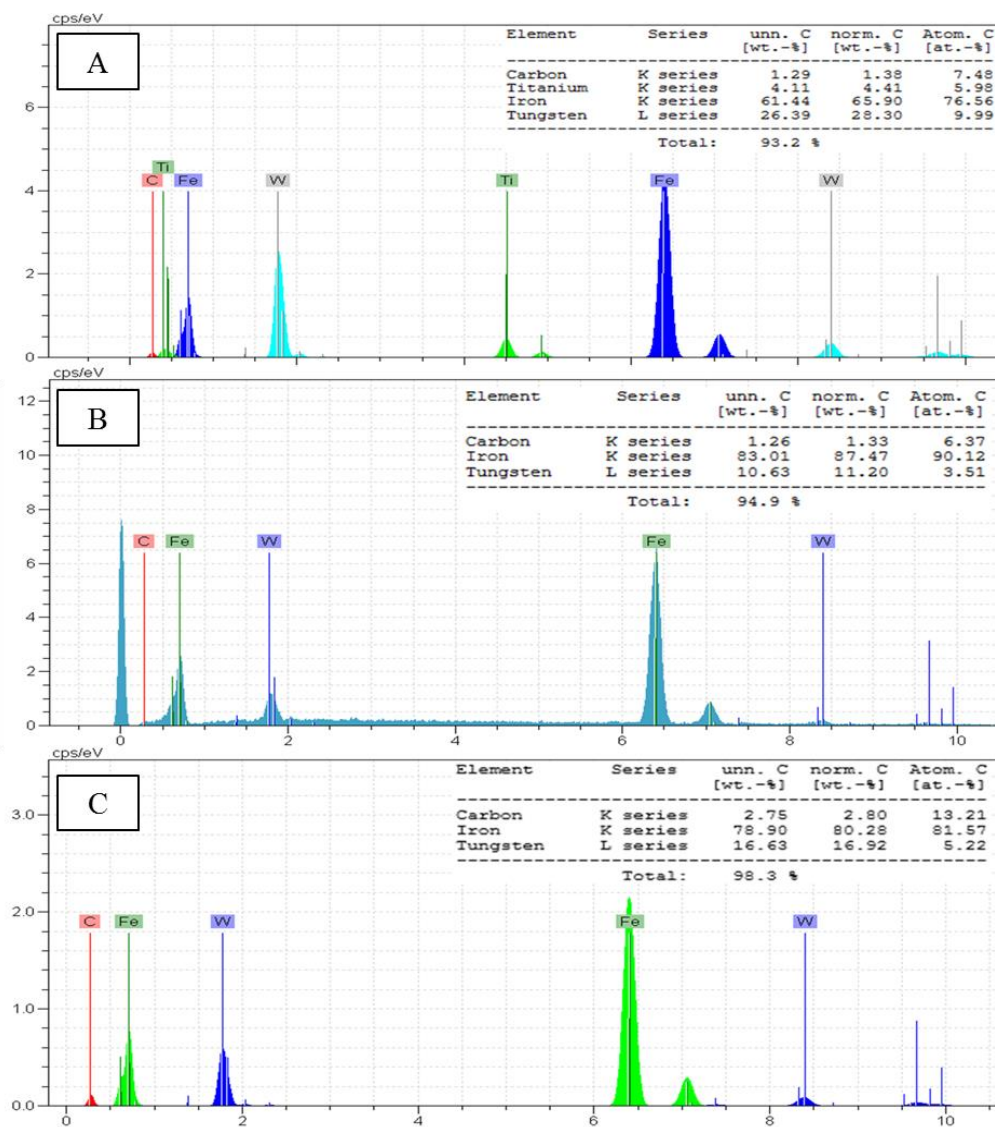 cps/eV
A
Element Series unn. C norm. C Atom. C
[wt.-%] [wt.-%] [at.-%]
Carbon K series 1.29 1.38 7.48
Titanium K series 4.11 4.41 5.98
Iron K series 61.44 65.90 76.56
Tungsten L series 26.39 28.30 9.99
Total: 93.2 %
6
Ti
C Fe W Ti Fe W
4
2
0
B
Element Series unn. C norm. C Atom. C
[wt.-%] [wt.-%] [at.-%]
Carbon K series 1.26 1.33 6.37
Iron K series 83.01 87.47 90.12
Tungsten L series 10.63 11.20 3.51
Total: 94.9 %
12
10
8
C Fe W Fe W
6
4
2
0
0 2 4 6 8 10
cps/eV
C
Element Series unn. C norm. C Atom. C
[wt.-%] [wt.-%] [at.-%]
Carbon K series 2.75 2.80 13.21
Iron K series 78.90 80.28 81.57
Tungsten L series 16.63 16.92 5.22
Total: 98.3 %
3.0
2.0
C Fe W Fe W
1.0
0.0
0 2 4 6 8 10